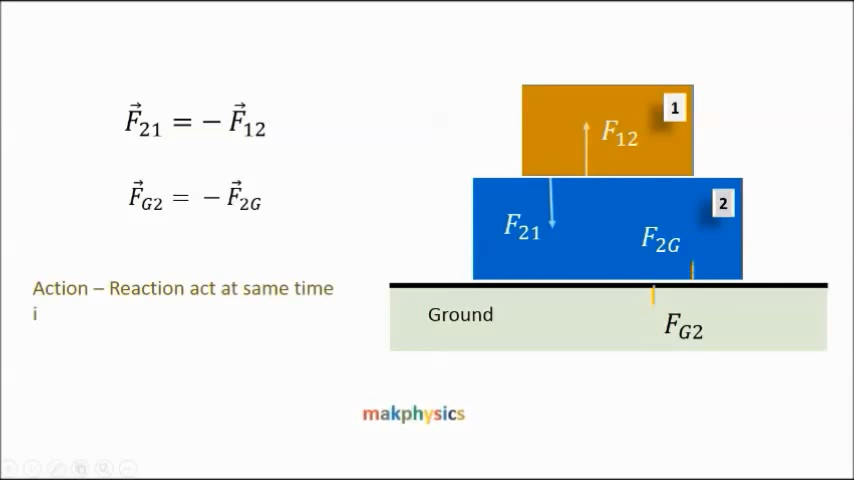 F⃗₂₁ = − F⃗₁₂
F⃗G2 = − F⃗2G
Action – Reaction act at same time
i
1
F₁₂
2
F₂₁
F2G
Ground
FG2
makphysics